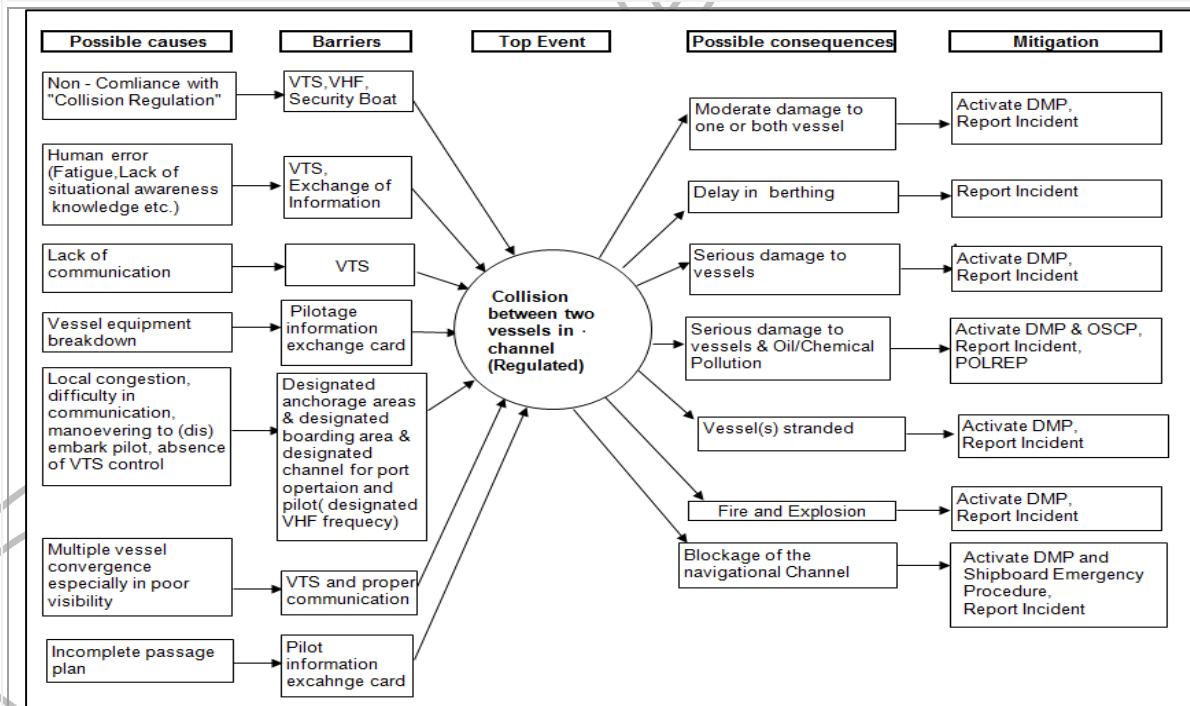 Possible causes
Barriers
Top Event
Possible consequences
Mitigation
Non - Comliance with
"Collision Regulation"
VTS,VHF,
Security Boat
Human error
(Fatigue,Lack of
situational awareness
knowledge etc.)
VTS,
Exchange of
Information
Lack of
communication
VTS
Vessel equipment
breakdown
Pilotage
information
exchange card
Local congestion,
difficulty in
communication,
manoevering to (dis)
embark pilot, absence
of VTS control
Designated
anchorage areas
& designated
boarding area &
designated
channel for port
opertaion and
pilot( designated
VHF frequecy)
Multiple vessel
convergence
especially in poor
visibility
VTS and proper
communication
Incomplete passage
plan
Pilot
information
excahnge card
Collision
between two
vessels in
channel
(Regulated)
Moderate damage to
one or both vessel
Activate DMP,
Report Incident
Delay in berthing
Report Incident
Serious damage to
vessels
Activate DMP,
Report Incident
Serious damage to
vessels & Oil/Chemical
Pollution
Activate DMP & OSCP,
Report Incident,
POLREP
Vessel(s) stranded
Activate DMP,
Report Incident
Fire and Explosion
Activate DMP,
Report Incident
Blockage of the
navigational Channel
Activate DMP and
Shipboard Emergency
Procedure,
Report Incident